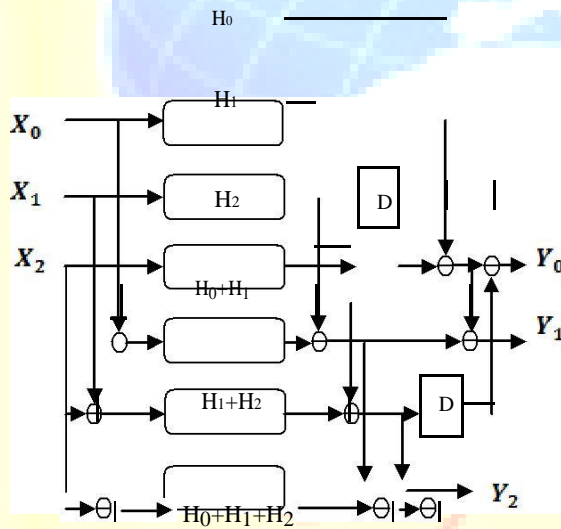 H₀
H₁
X₀
X₁
H₂
D
X₂
Y₀
H₀+H₁
Y₁
H₁+H₂
D
Y₂
H₀+H₁+H₂